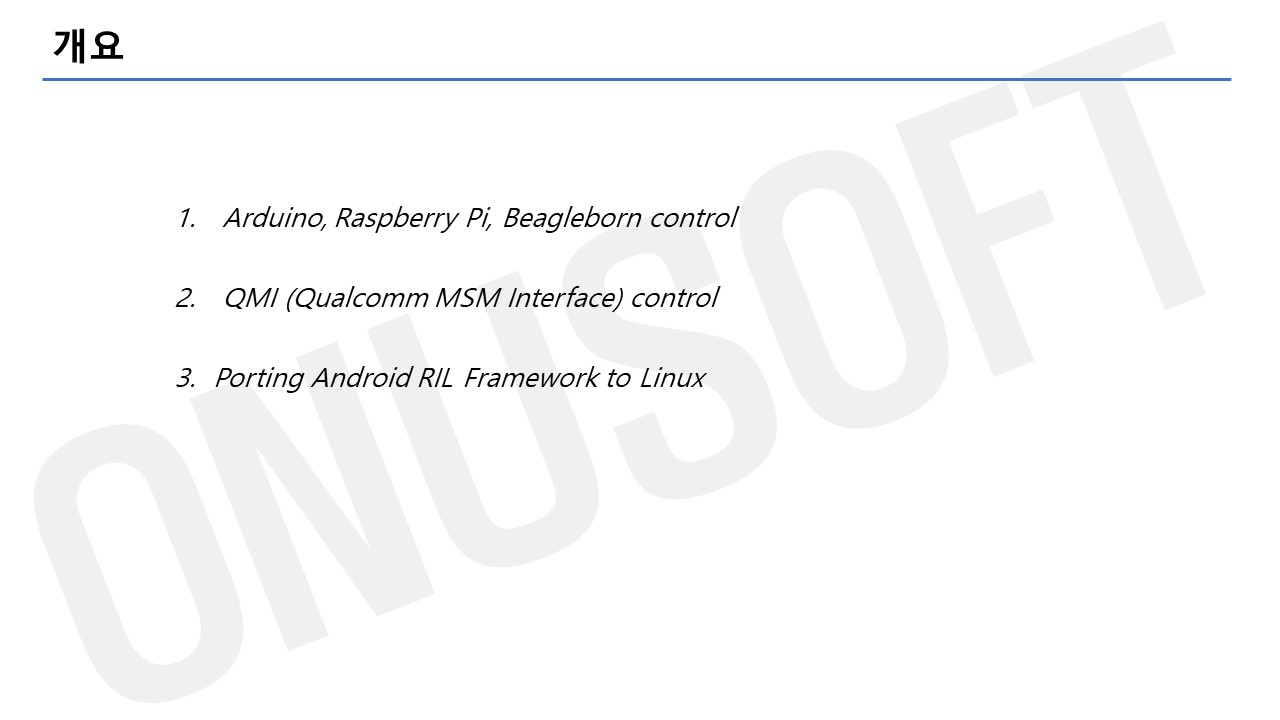 개요
1. Arduino, Raspberry Pi, Beagleborn control
2. QMI (Qualcomm MSM Interface) control
3. Porting Android RIL Framework to Linux
ONUSOFT